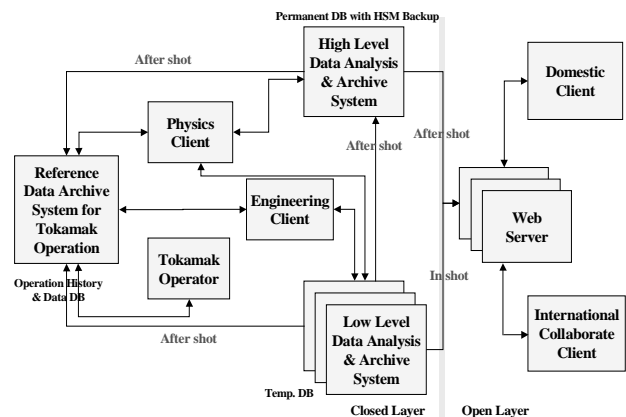 Permanent DB with HSM Backup
High Level
Data Analysis
& Archive
System
After shot
Domestic
Client
Physics
Client
After shot
After shot
Reference
Data Archive
System for
Tokamak
Operation
Engineering
Client
Web
Server
Operation History
& Data DB
Tokamak
Operator
In shot
After shot
Low Level
Data Analysis
& Archive
System
International
Collaborate
Client
Temp. DB
Closed Layer
Open Layer